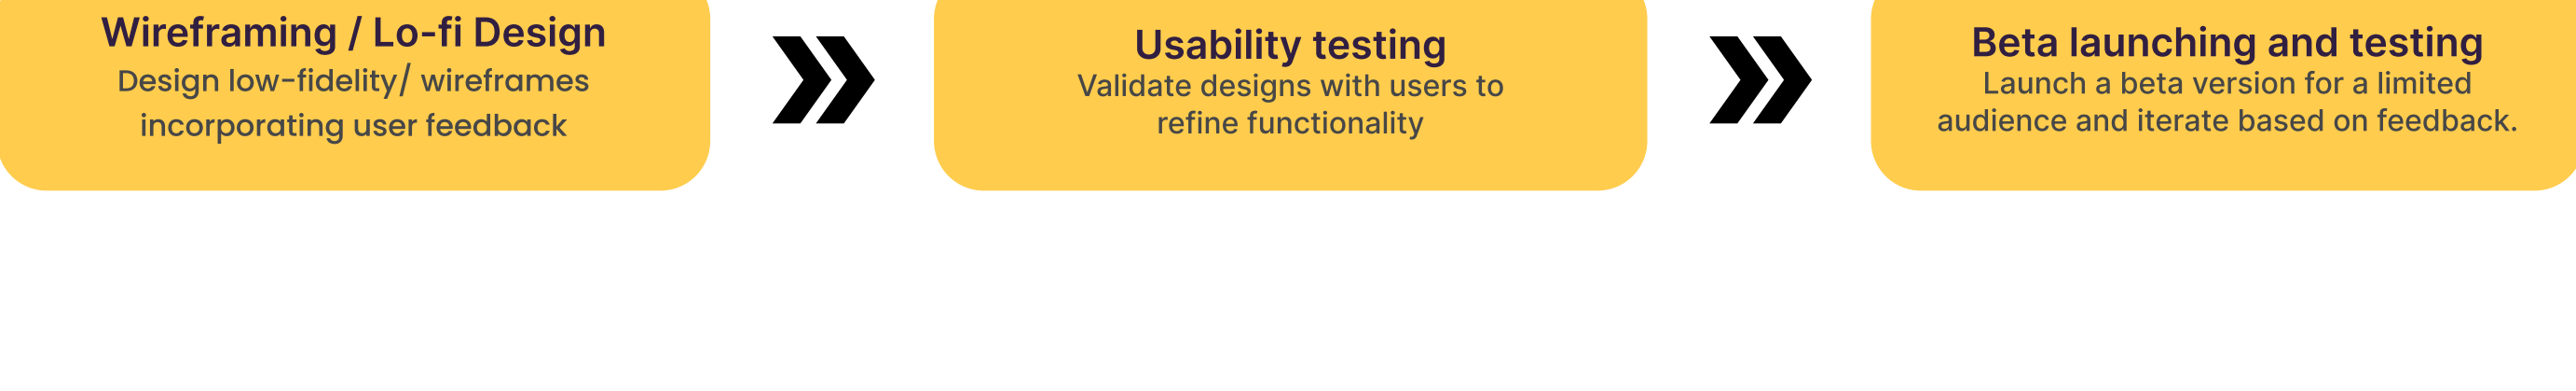 Wireframing / Lo-fi Design
Design low-fidelity/ wireframes
incorporating user feedback
Usability testing
Validate designs with users to
refine functionality
Beta launching and testing
Launch a beta version for a limited
audience and iterate based on feedback.